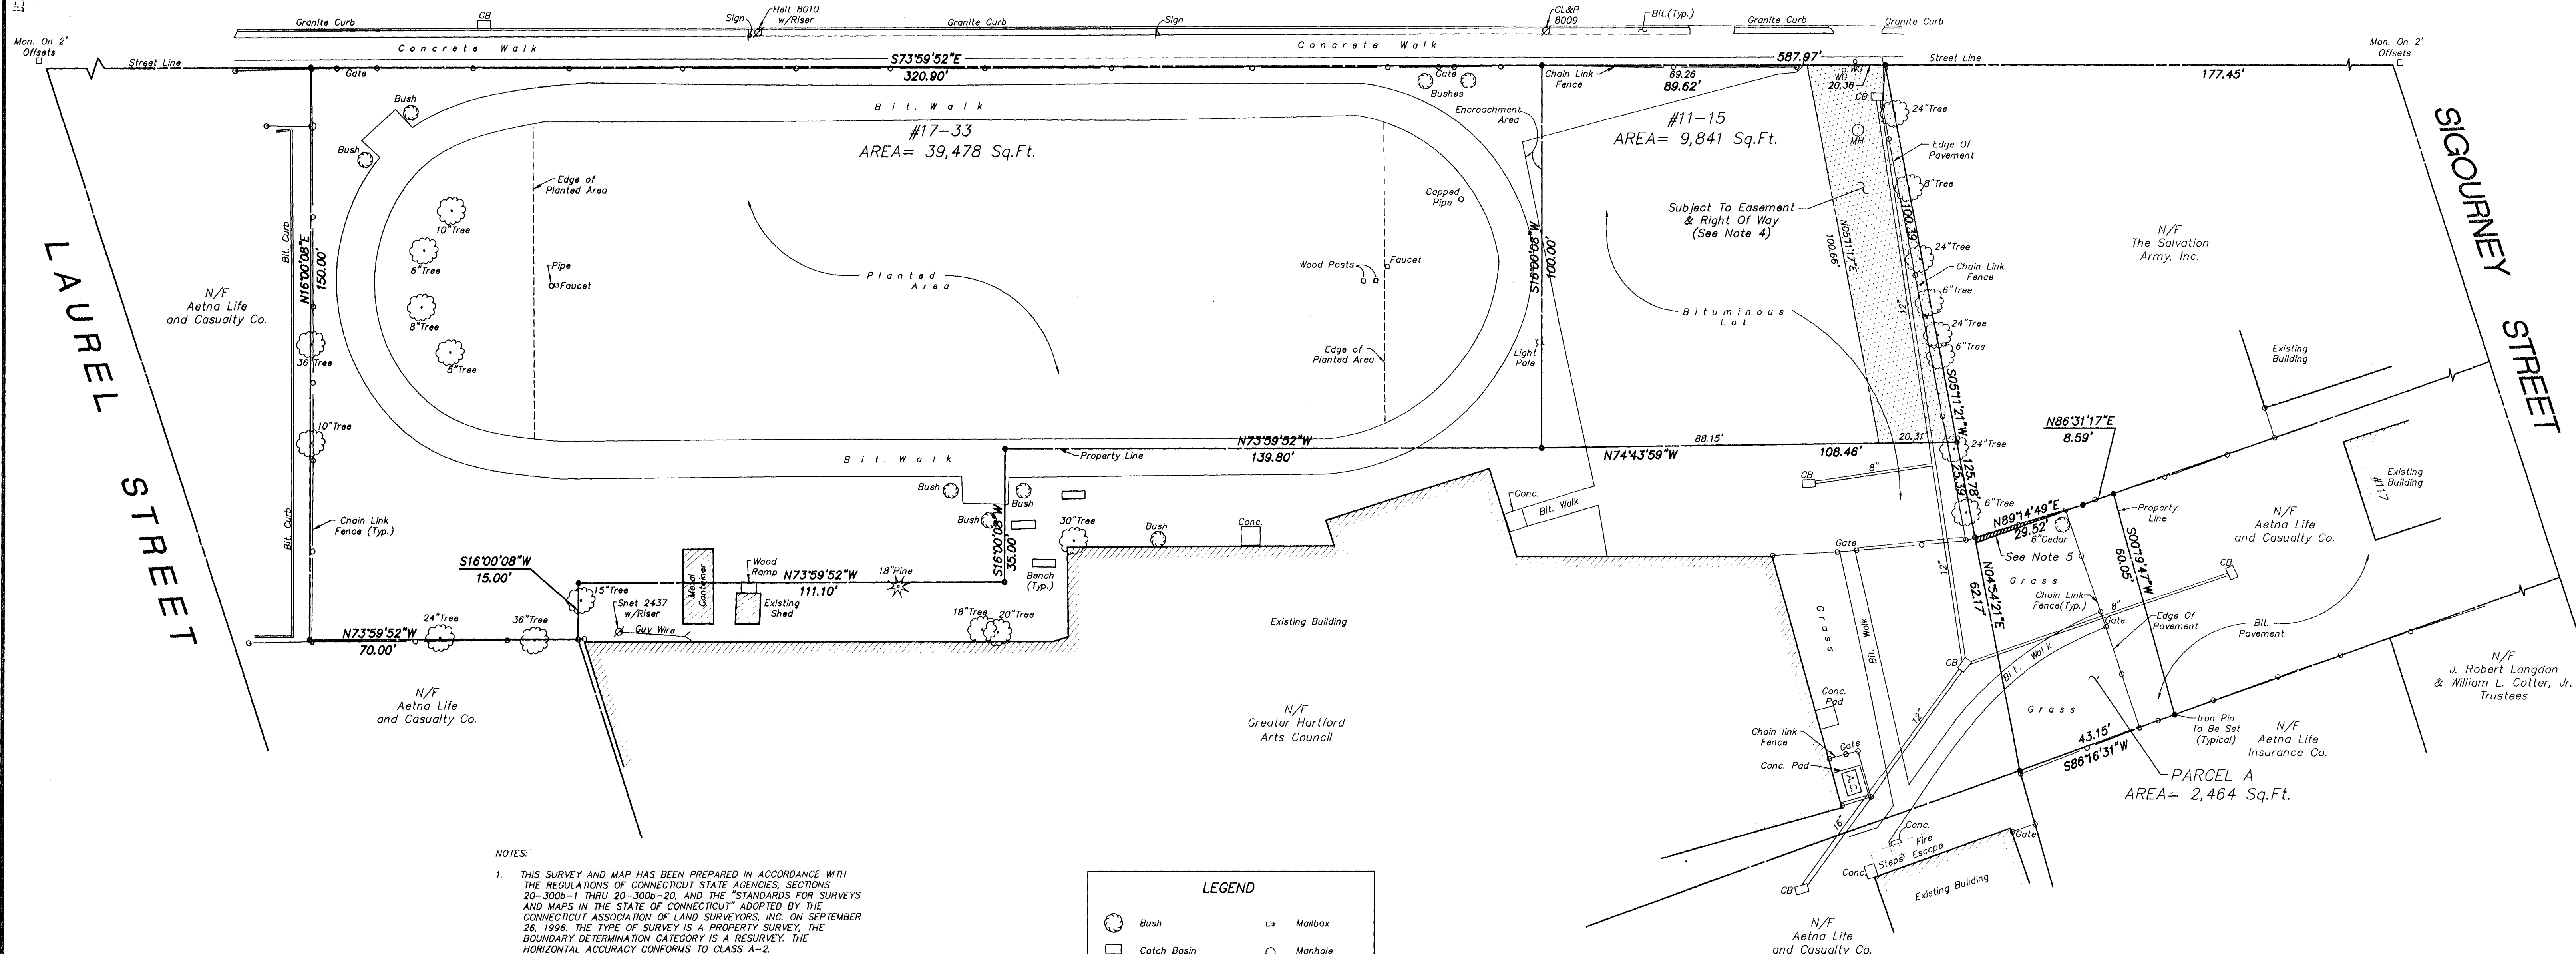 Granite Curb
CB
Sign
Helt 8010
w/Riser
Granite Curb
Sign
CL&P
8009
Bit.(Typ.)
Granite Curb
Granite Curb
Mon. On 2'
Offsets
Concrete Walk
Concrete Walk
Mon. On 2'
Offsets
Street Line
Gate
S73°59'52"E
320.90'
Gate
Bushes
Chain Link
Fence
69.26
89.62'
587.97'
WG
WG
20.36
CB
Street Line
177.45'
Bush
Bush
Bit. Walk
#17-33
AREA= 39,478 Sq.Ft.
Encroachment
Area
#11-15
AREA= 9,841 Sq.Ft.
MH
24"Tree
Edge Of
Pavement
8"Tree
SIGOURNEY STREET
LAUREL STREET
Bit. Curb
N16°00'08"E
150.00'
Edge of
Planted Area
10"Tree
6"Tree
8"Tree
5"Tree
Pipe
Faucet
Planted
Area
Capped
Pipe
Wood Posts
Faucet
Edge of
Planted Area
S16°00'08"W
100.00'
Light
Pole
Subject To Easement
& Right Of Way
(See Note 4)
N05°11'17"E
100.66'
100.39'
24"Tree
Chain Link
Fence
6"Tree
24"Tree
6"Tree
12"
Bituminous
Lot
N/F
The Salvation
Army, Inc.
Existing
Building
N/F
Aetna Life
and Casualty Co.
36"Tree
10"Tree
Bit. Curb
Chain Link
Fence (Typ.)
Bit. Walk
Property Line
N73°59'52"W
139.80'
88.15'
20.31'
N74°43'59"W
108.46'
S05°11'21"W
125.78'
25.39'
24"Tree
N86°31'17"E
8.59'
CB
8"
6"Tree
N89°14'49"E
29.52'
6"Cedar
See Note 5
Property
Line
#117
Existing
Building
N/F
Aetna Life
and Casualty Co.
Bush
Bush
Bush
S16°00'08"W
35.00'
30"Tree
Bush
Conc.
Conc.
Bit. Walk
Gate
12"
S16°00'08"W
15.00'
Metal
Container
Wood
Ramp
N73°59'52"W
111.10'
18"Pine
Bench
(Typ.)
15"Tree
Snet 2437
w/Riser
Guy Wire
Existing
Shed
18"Tree
20"Tree
24"Tree
36"Tree
N73°59'52"W
70.00'
Existing Building
Grass
Bit. Walk
N04°54'21"E
62.17'
Grass
Chain Link
Fence(Typ.)
S00°19'47"W
60.05'
CB
8"
Gate
Edge Of
Pavement
Bit.
Pavement
CB
Bit. Walk
N/F
Aetna Life
and Casualty Co.
N/F
Greater Hartford
Arts Council
Conc.
Pad
Chain link
Fence
Gate
Conc. Pad
A.C.
12"
16"
Grass
43.15'
S86°16'31"W
Iron Pin
To Be Set
(Typical)
N/F
Aetna Life
Insurance Co.
N/F
J. Robert Langdon
& William L. Cotter, Jr.
Trustees
PARCEL A
AREA= 2,464 Sq.Ft.
Conc.
Fire
Escape
Steps
Conc.
Gate
CB
Existing Building
N/F
Aetna Life
and Casualty Co.
NOTES:
1. THIS SURVEY AND MAP HAS BEEN PREPARED IN ACCORDANCE WITH
THE REGULATIONS OF CONNECTICUT STATE AGENCIES, SECTIONS
20-300b-1 THRU 20-300b-20, AND THE "STANDARDS FOR SURVEYS
AND MAPS IN THE STATE OF CONNECTICUT" ADOPTED BY THE
CONNECTICUT ASSOCIATION OF LAND SURVEYORS, INC. ON SEPTEMBER
26, 1996. THE TYPE OF SURVEY IS A PROPERTY SURVEY, THE
BOUNDARY DETERMINATION CATEGORY IS A RESURVEY. THE
HORIZONTAL ACCURACY CONFORMS TO CLASS A-2.
LEGEND
Bush
Mailbox
Catch Basin
Manhole